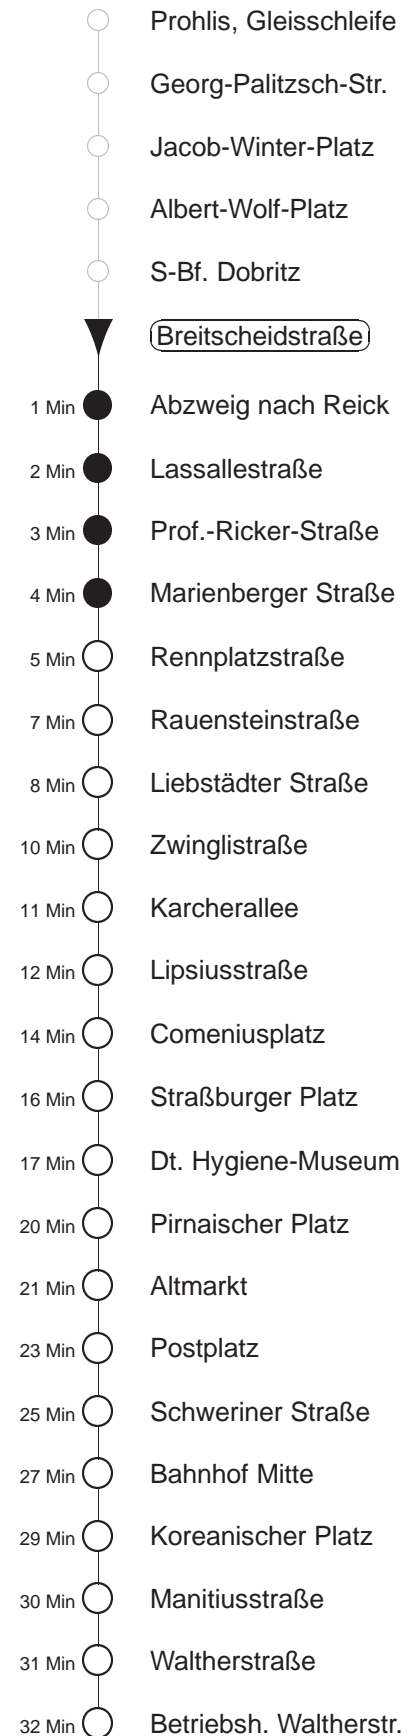 Prohlis, Gleisschleife
Georg-Palitzsch-Str.
Jacob-Winter-Platz
Albert-Wolf-Platz
S-Bf. Dobritz
Breitscheidstraße
1 Min Abzweig nach Reick
2 Min Lassallestraße
3 Min Prof.-Ricker-Straße
4 Min Marienberger Straße
5 Min Rennplatzstraße
7 Min Rauensteinstraße
8 Min Liebstädter Straße
10 Min Zwinglistraße
11 Min Karcherallee
12 Min Lipsiusstraße
14 Min Comeniusplatz
16 Min Straßburger Platz
17 Min Dt. Hygiene-Museum
20 Min Pirnaischer Platz
21 Min Altmarkt
23 Min Postplatz
25 Min Schweriner Straße
27 Min Bahnhof Mitte
29 Min Koreanischer Platz
30 Min Manitiusstraße
31 Min Waltherstraße
32 Min Betriebsh. Waltherstr.